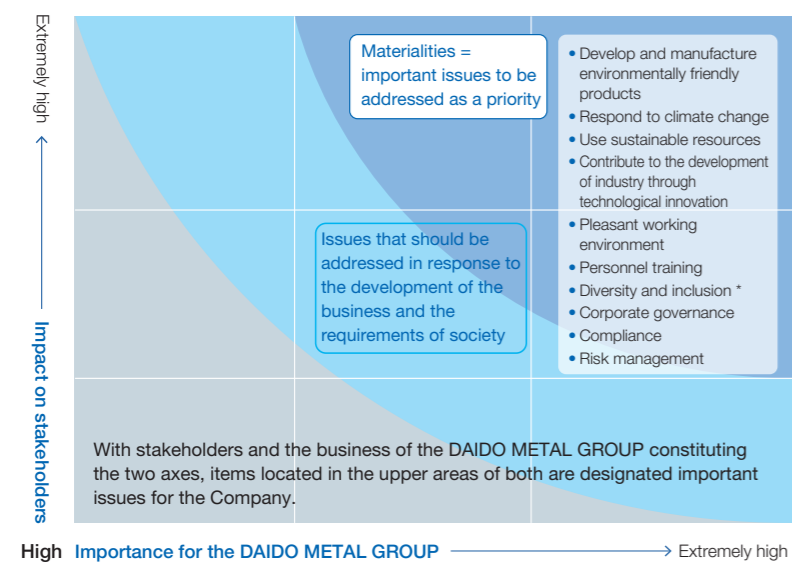 Extremely high
Impact on stakeholders
Materialities =
important issues to be
addressed as a priority
• Develop and manufacture
environmentally friendly
products
• Respond to climate change
• Use sustainable resources
• Contribute to the development
of industry through
technological innovation
• Pleasant working
environment
• Personnel training
• Diversity and inclusion *
• Corporate governance
• Compliance
• Risk management
Issues that should be
addressed in response to
the development of the
business and the
requirements of society
With stakeholders and the business of the DAIDO METAL GROUP constituting
the two axes, items located in the upper areas of both are designated important
issues for the Company.
High Importance for the DAIDO METAL GROUP Extremely high